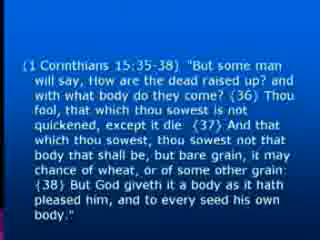 (1 Corinthians 15:35-38) "But some man
will say, How are the dead raised up? and
with what body do they come? {36} Thou
fool, that which thou sowest is not
quickened, except it die {37} And that
which thou sowest, thou sowest not that
body that shall be, but bare grain, it may
chance of wheat, or of some other grain:
{38} But God giveth it a body as it hath
pleased him, and to every seed his own
body."